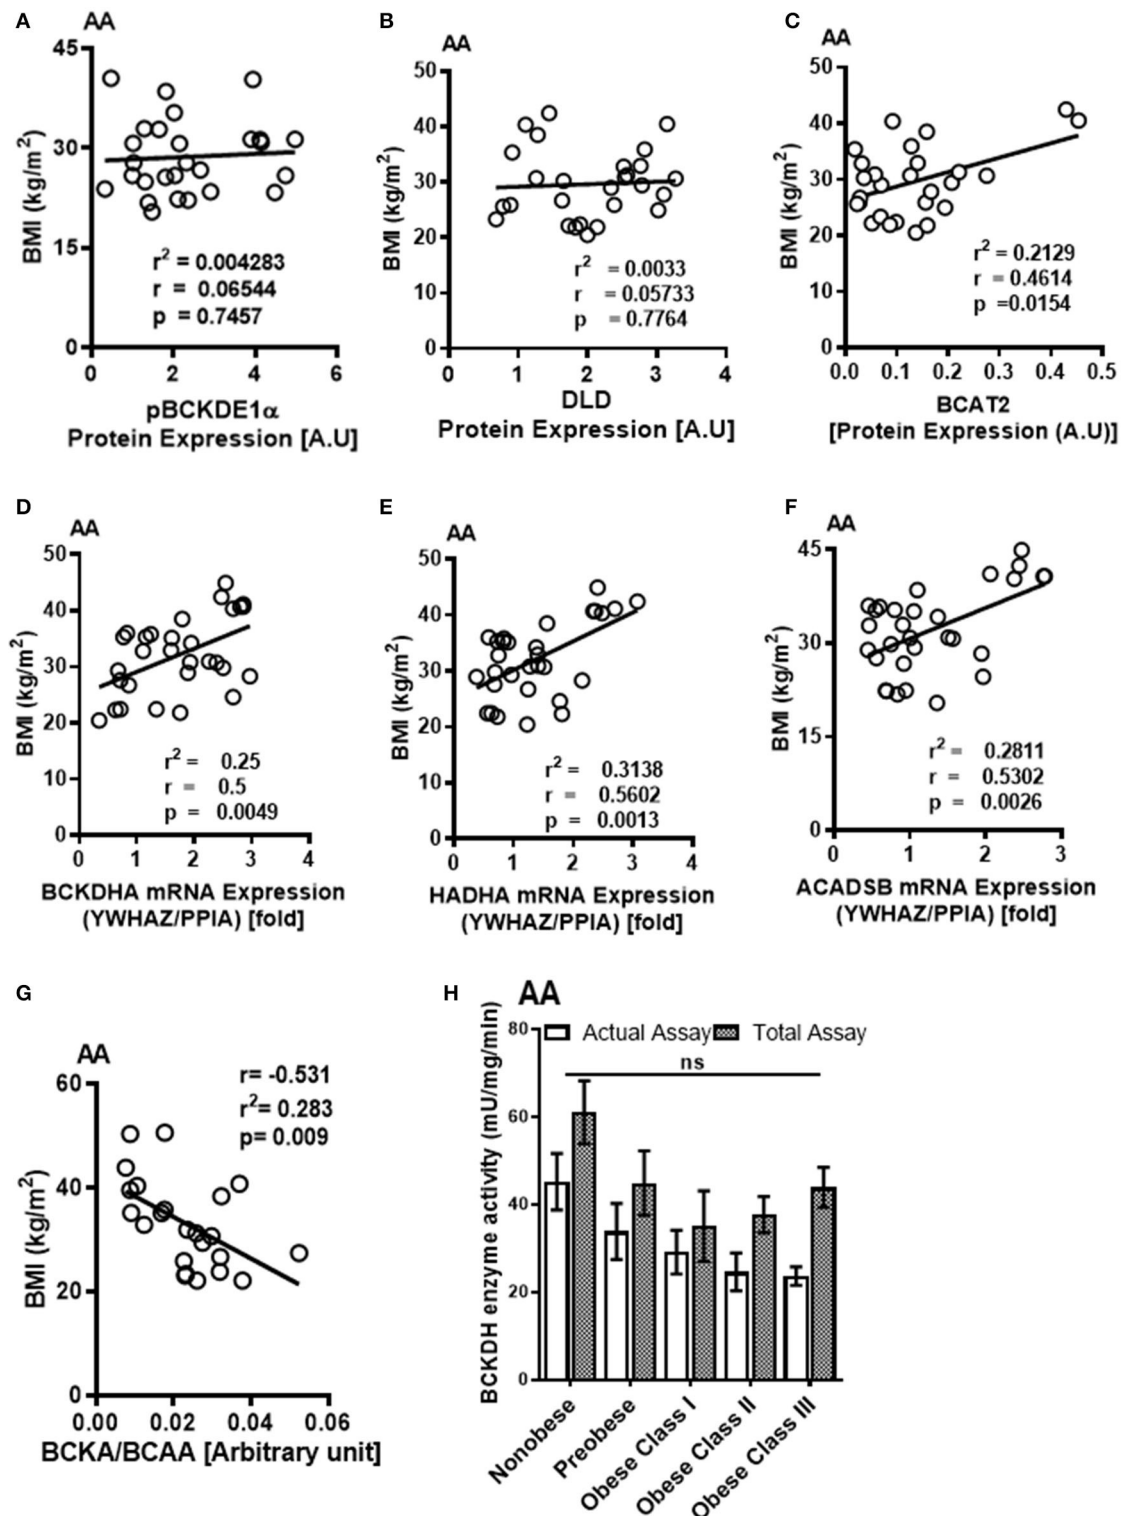 A
AA
45
30
15
0
BMI (kg/m2)
r2 = 0.004283
r = 0.06544
p = 0.7457
0 2 4 6
pBCKDE1α
Protein Expression [A.U]
B
AA
50
40
30
20
10
0
BMI (kg/m2)
r2 = 0.0033
r = 0.05733
p = 0.7764
0 1 2 3 4
DLD
Protein Expression [A.U]
C
AA
50
40
30
20
10
0
BMI (kg/m2)
r2 = 0.2129
r = 0.4614
p =0.0154
0.0 0.1 0.2 0.3 0.4 0.5
BCAT2
[Protein Expression (A.U)]
D
AA
50
40
30
20
10
0
BMI (kg/m2)
r2 = 0.25
r = 0.5
p = 0.0049
0 1 2 3 4
BCKDHA mRNA Expression
(YWHAZ/PPIA) [fold]
E
AA
50
40
30
20
10
0
BMI (kg/m2)
r2 = 0.3138
r = 0.5602
p = 0.0013
0 1 2 3 4
HADHA mRNA Expression
(YWHAZ/PPIA) [fold]
F
AA
45
30
15
0
BMI (kg/m2)
r2 = 0.2811
r = 0.5302
p = 0.0026
0 1 2 3
ACADSB mRNA Expression
(YWHAZ/PPIA) [fold]
G
AA
r= -0.531
r2= 0.283
p= 0.009
60
40
20
0
BMI (kg/m2)
0.00 0.02 0.04 0.06
BCKA/BCAA [Arbitrary unit]
H
AA
Actual Assay Total Assay
ns
80
60
40
20
0
BCKDH enzyme activity (mU/mg/min)
Nonobese
Preobese
Obese Class I
Obese Class II
Obese Class III